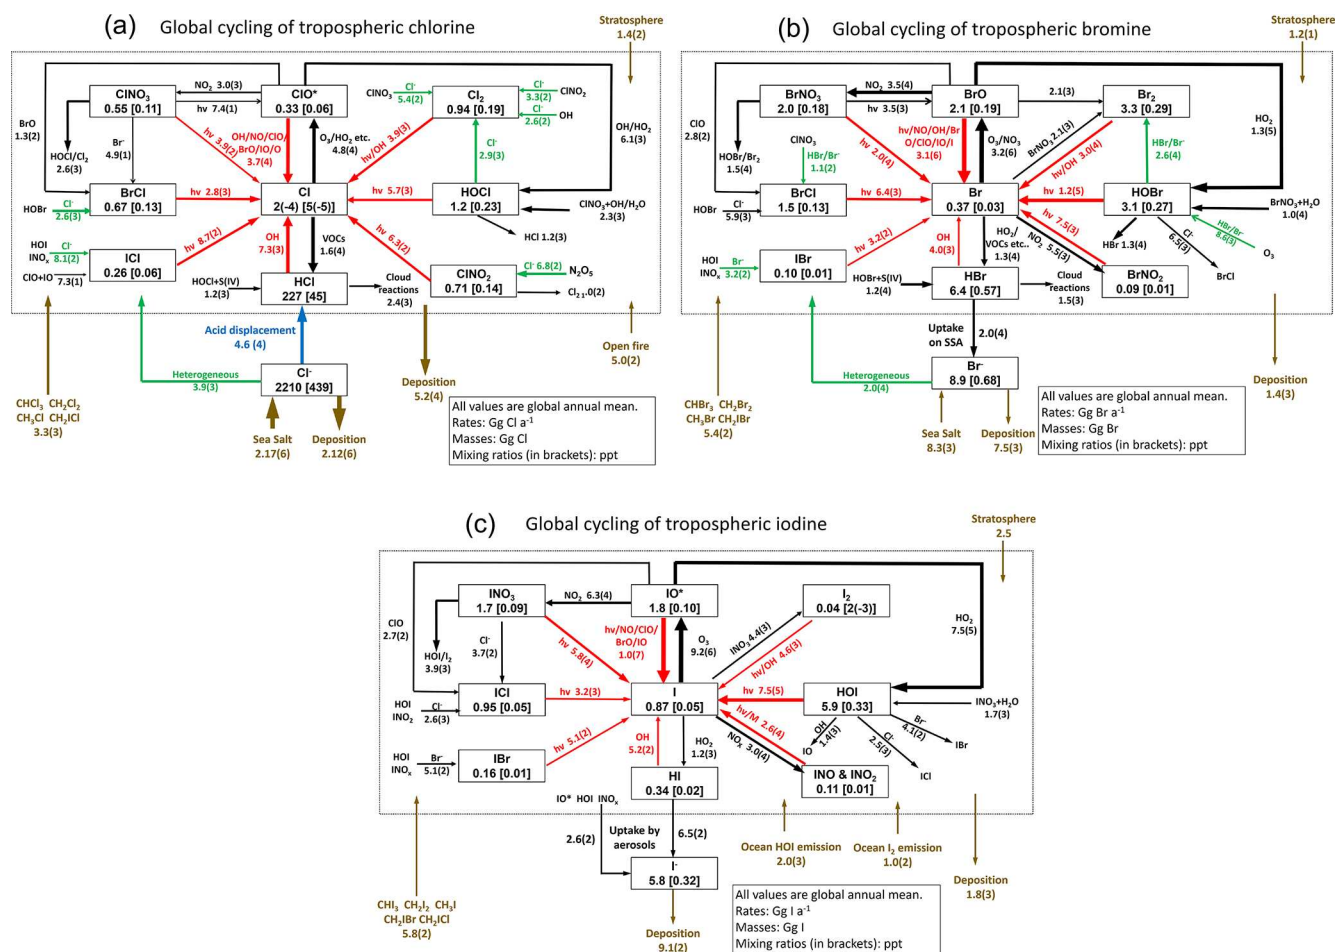 (a)
Global cycling of tropospheric chlorine
Stratosphere
1.4(2)
ClNO₃
0.55 [0.11]
NO₂ 3.0(3)
hv 7.4(1)
ClO*
0.33 [0.06]
Cl⁻
ClNO₃
5.4(2)
Cl₂
0.94 [0.19]
Cl⁻
ClNO₂
3.3(2)
Cl⁻
OH
2.6(2)
BrO
1.3(2)
HOCl/Cl₂
2.6(3)
Br⁻
4.9(1)
hv 3.9(2)
OH/NO/ClO/
BrO/IO/O
3.7(4)
O₃/HO₂ etc.
4.8(4)
hv/OH 3.9(3)
Cl⁻
2.9(3)
OH/HO₂
6.1(3)
HOBr
Cl⁻
2.6(3)
BrCl
0.67 [0.13]
hv 2.8(3)
Cl
2(-4) [5(-5)]
hv 5.7(3)
HOCl
1.2 [0.23]
ClNO₃+OH/H₂O
2.3(3)
HCl 1.2(3)
HOI
INOₓ
Cl⁻
8.1(2)
ClO+IO
7.3(1)
ICl
0.26 [0.06]
hv 8.7(2)
OH
7.3(3)
VOCs
1.6(4)
hv 6.3(2)
HOCl+S(IV)
1.2(3)
HCl
227 [45]
Cloud
reactions
2.4(3)
ClNO₂
0.71 [0.14]
Cl⁻ 6.8(2)
N₂O₅
Cl₂ 1.0(2)
Acid displacement
4.6 (4)
Open fire
5.0(2)
Heterogeneous
3.9(3)
Cl⁻
2210 [439]
Deposition
5.2(4)
CHCl₃ CH₂Cl₂
CH₃Cl CH₂ICl
3.3(3)
Sea Salt
2.17(6)
Deposition
2.12(6)
All values are global annual mean.
Rates: Gg Cl a⁻¹
Masses: Gg Cl
Mixing ratios (in brackets): ppt
(b)
Global cycling of tropospheric bromine
Stratosphere
1.2(1)
BrNO₃
2.0 [0.18]
NO₂ 3.5(4)
hv 3.5(3)
BrO
2.1 [0.19]
2.1(3)
Br₂
3.3 [0.29]
ClO
2.8(2)
HOBr/Br₂
1.5(4)
ClNO₃
HBr/Br⁻
1.1(2)
hv 2.0(4)
hv/NO/OH/Br
O/ClO/IO/I
3.1(6)
O₃/NO₃
3.2(6)
BrNO₃ 2.1(3)
hv/OH 3.0(4)
HBr/Br⁻
2.6(4)
HO₂
1.3(5)
HOBr
Cl⁻
5.9(3)
BrCl
1.5 [0.13]
hv 6.4(3)
Br
0.37 [0.03]
hv 1.2(5)
HOBr
3.1 [0.27]
BrNO₃+H₂O
1.0(4)
HBr/Br⁻
8.6(3)
O₃
HBr 1.3(4)
Cl⁻
6.5(3)
BrCl
HOI
INOₓ
Br⁻
3.2(2)
IBr
0.10 [0.01]
hv 3.2(2)
OH
4.0(3)
HO₂/
VOCs etc..
1.3(4)
hv 7.5(3)
NO₂ 5.5(3)
HOBr+S(IV)
1.2(4)
HBr
6.4 [0.57]
Cloud
reactions
1.5(3)
BrNO₂
0.09 [0.01]
Uptake
on SSA
2.0(4)
Heterogeneous
2.0(4)
Br⁻
8.9 [0.68]
Deposition
1.4(3)
CHBr₃ CH₂Br₂
CH₃Br CH₂IBr
5.4(2)
Sea Salt
8.3(3)
Deposition
7.5(3)
All values are global annual mean.
Rates: Gg Br a⁻¹
Masses: Gg Br
Mixing ratios (in brackets): ppt
(c)
Global cycling of tropospheric iodine
Stratosphere
2.5
INO₃
1.7 [0.09]
NO₂ 6.3(4)
IO*
1.8 [0.10]
I₂
0.04 [2(-3)]
ClO
2.7(2)
HOI/I₂
3.9(3)
Cl⁻
3.7(2)
hv 5.8(4)
hv/NO/ClO/
BrO/IO
1.0(7)
O₃
9.2(6)
INO₃ 4.4(3)
hv/OH 4.6(3)
HO₂
7.5(5)
HOI
INO₂
Cl⁻
2.6(3)
ICl
0.95 [0.05]
hv 3.2(3)
I
0.87 [0.05]
hv 7.5(5)
HOI
5.9 [0.33]
INO₃+H₂O
1.7(3)
OH
1.4(3)
IO
Cl⁻
2.5(3)
ICl
Br⁻
4.1(2)
IBr
HOI
INOₓ
Br⁻
5.1(2)
IBr
0.16 [0.01]
hv 5.1(2)
OH
5.2(2)
HO₂
1.2(3)
hv/M 2.6(4)
NOₓ 3.0(4)
HI
0.34 [0.02]
INO & INO₂
0.11 [0.01]
IO* HOI INOₓ
2.6(2)
Uptake by
aerosols
6.5(2)
Ocean HOI emission
2.0(3)
Ocean I₂ emission
1.0(2)
I⁻
5.8 [0.32]
Deposition
1.8(3)
CHI₃ CH₂I₂ CH₃I
CH₂IBr CH₂ICl
5.8(2)
Deposition
9.1(2)
All values are global annual mean.
Rates: Gg I a⁻¹
Masses: Gg I
Mixing ratios (in brackets): ppt